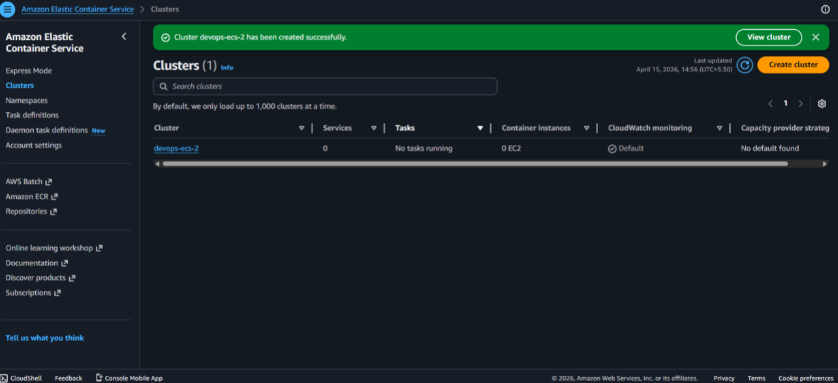 Amazon Elastic Container Service > Clusters
Amazon Elastic
Container Service
Express Mode
Clusters
Namespaces
Task definitions
Daemon task definitions New
Account settings
AWS Batch
Amazon ECR
Repositories
Online learning workshop
Documentation
Discover products
Subscriptions
Tell us what you think
Cluster devops-ecs-2 has been created successfully.
View cluster
Clusters (1) Info
Last updated
April 15, 2026, 14:56 (UTC+5:30)
Create cluster
Search clusters
By default, we only load up to 1,000 clusters at a time.
1
Cluster Services Tasks Container instances CloudWatch monitoring Capacity provider strateg
devops-ecs-2 0 No tasks running 0 EC2 Default No default found
CloudShell Feedback Console Mobile App © 2026, Amazon Web Services, Inc. or its affiliates. Privacy Terms Cookie preferences